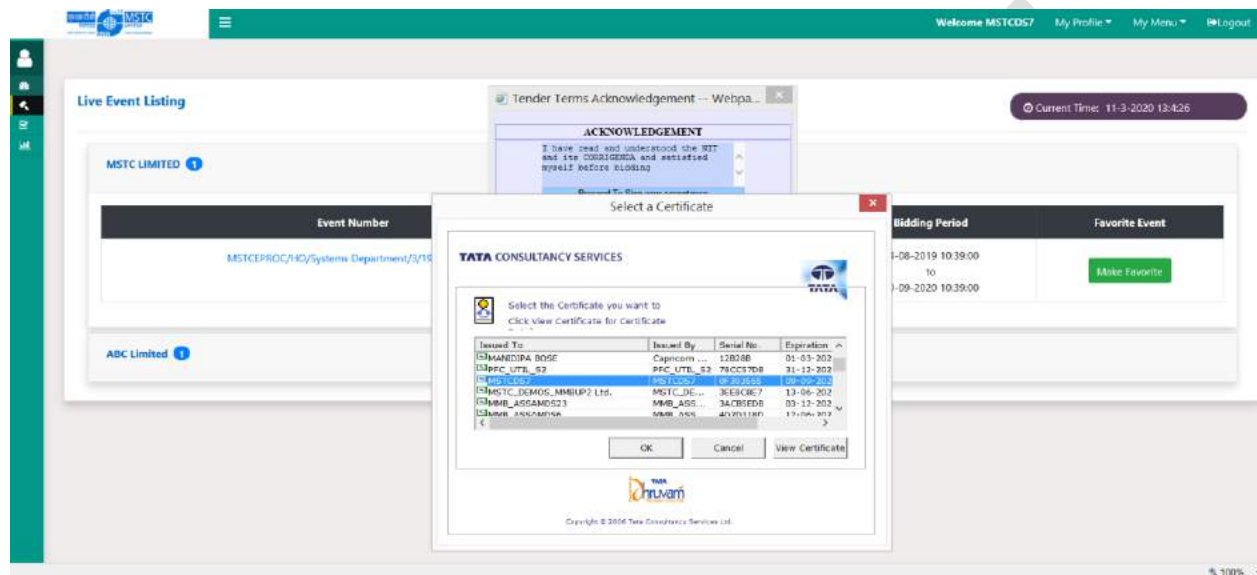 MSTC
Welcome MSTCDS7 My Profile My Menu Logout
Live Event Listing
Current Time: 11-3-2020 13:4:26
MSTC LIMITED 1
Event Number Bidding Period Favorite Event
MSTCEPROC/HO/Systems Department/3/19
-08-2019 10:39:00
to
-09-2020 10:39:00
Make Favorite
ABC Limited 1
Tender Terms Acknowledgement -- Webpa...
ACKNOWLEDGEMENT
I have read and understood the NIT
and its CORRIGENDA and satisfied
myself before bidding
Select a Certificate
TATA CONSULTANCY SERVICES
TATA
Select the Certificate you want to
Click View Certificate for Certificate
Issued To Issued By Serial No. Expiration
MANIDIPA BOSE Capricorn ... 12B28B 01-03-202
PFC_UTIL_S2 PFC_UTIL_S2 78CC57D8 31-12-202
MSTCDS7 MSTCDS7 09-09-202
MSTC_DEMOS_MMBUP2 Ltd. MSTC_DE... 3EE8C8E7 13-06-202
MMB_ASSAMDS23 MMB_ASS... 3ACB5EDB 03-12-202
OK Cancel View Certificate
TATA
Dhruvam
Copyright © 2006 Tata Consultancy Services Ltd.
100%